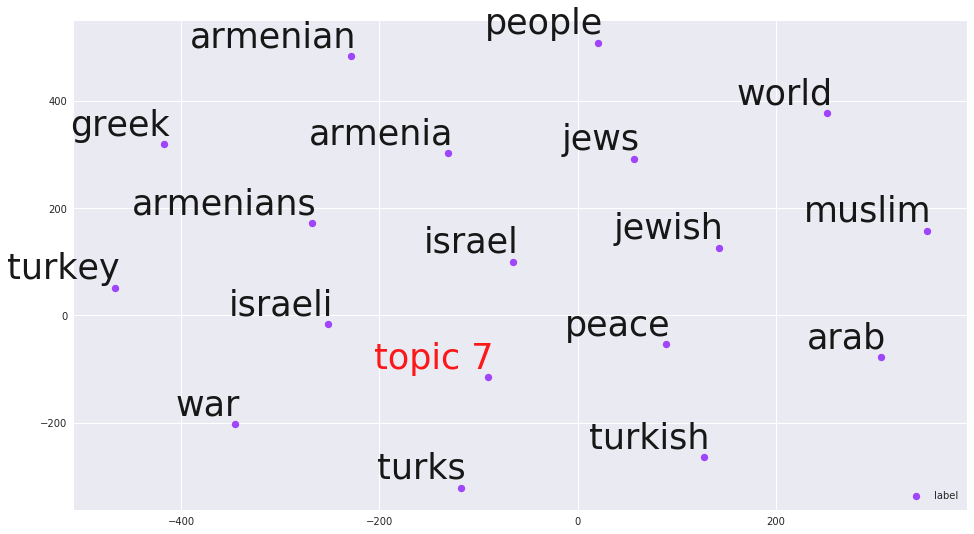 people
armenian
world
greek
armenia
jews
armenians
muslim
israel
jewish
turkey
israeli
peace
arab
topic 7
war
turkish
turks
label
400
200
0
−200
−400
−200
0
200